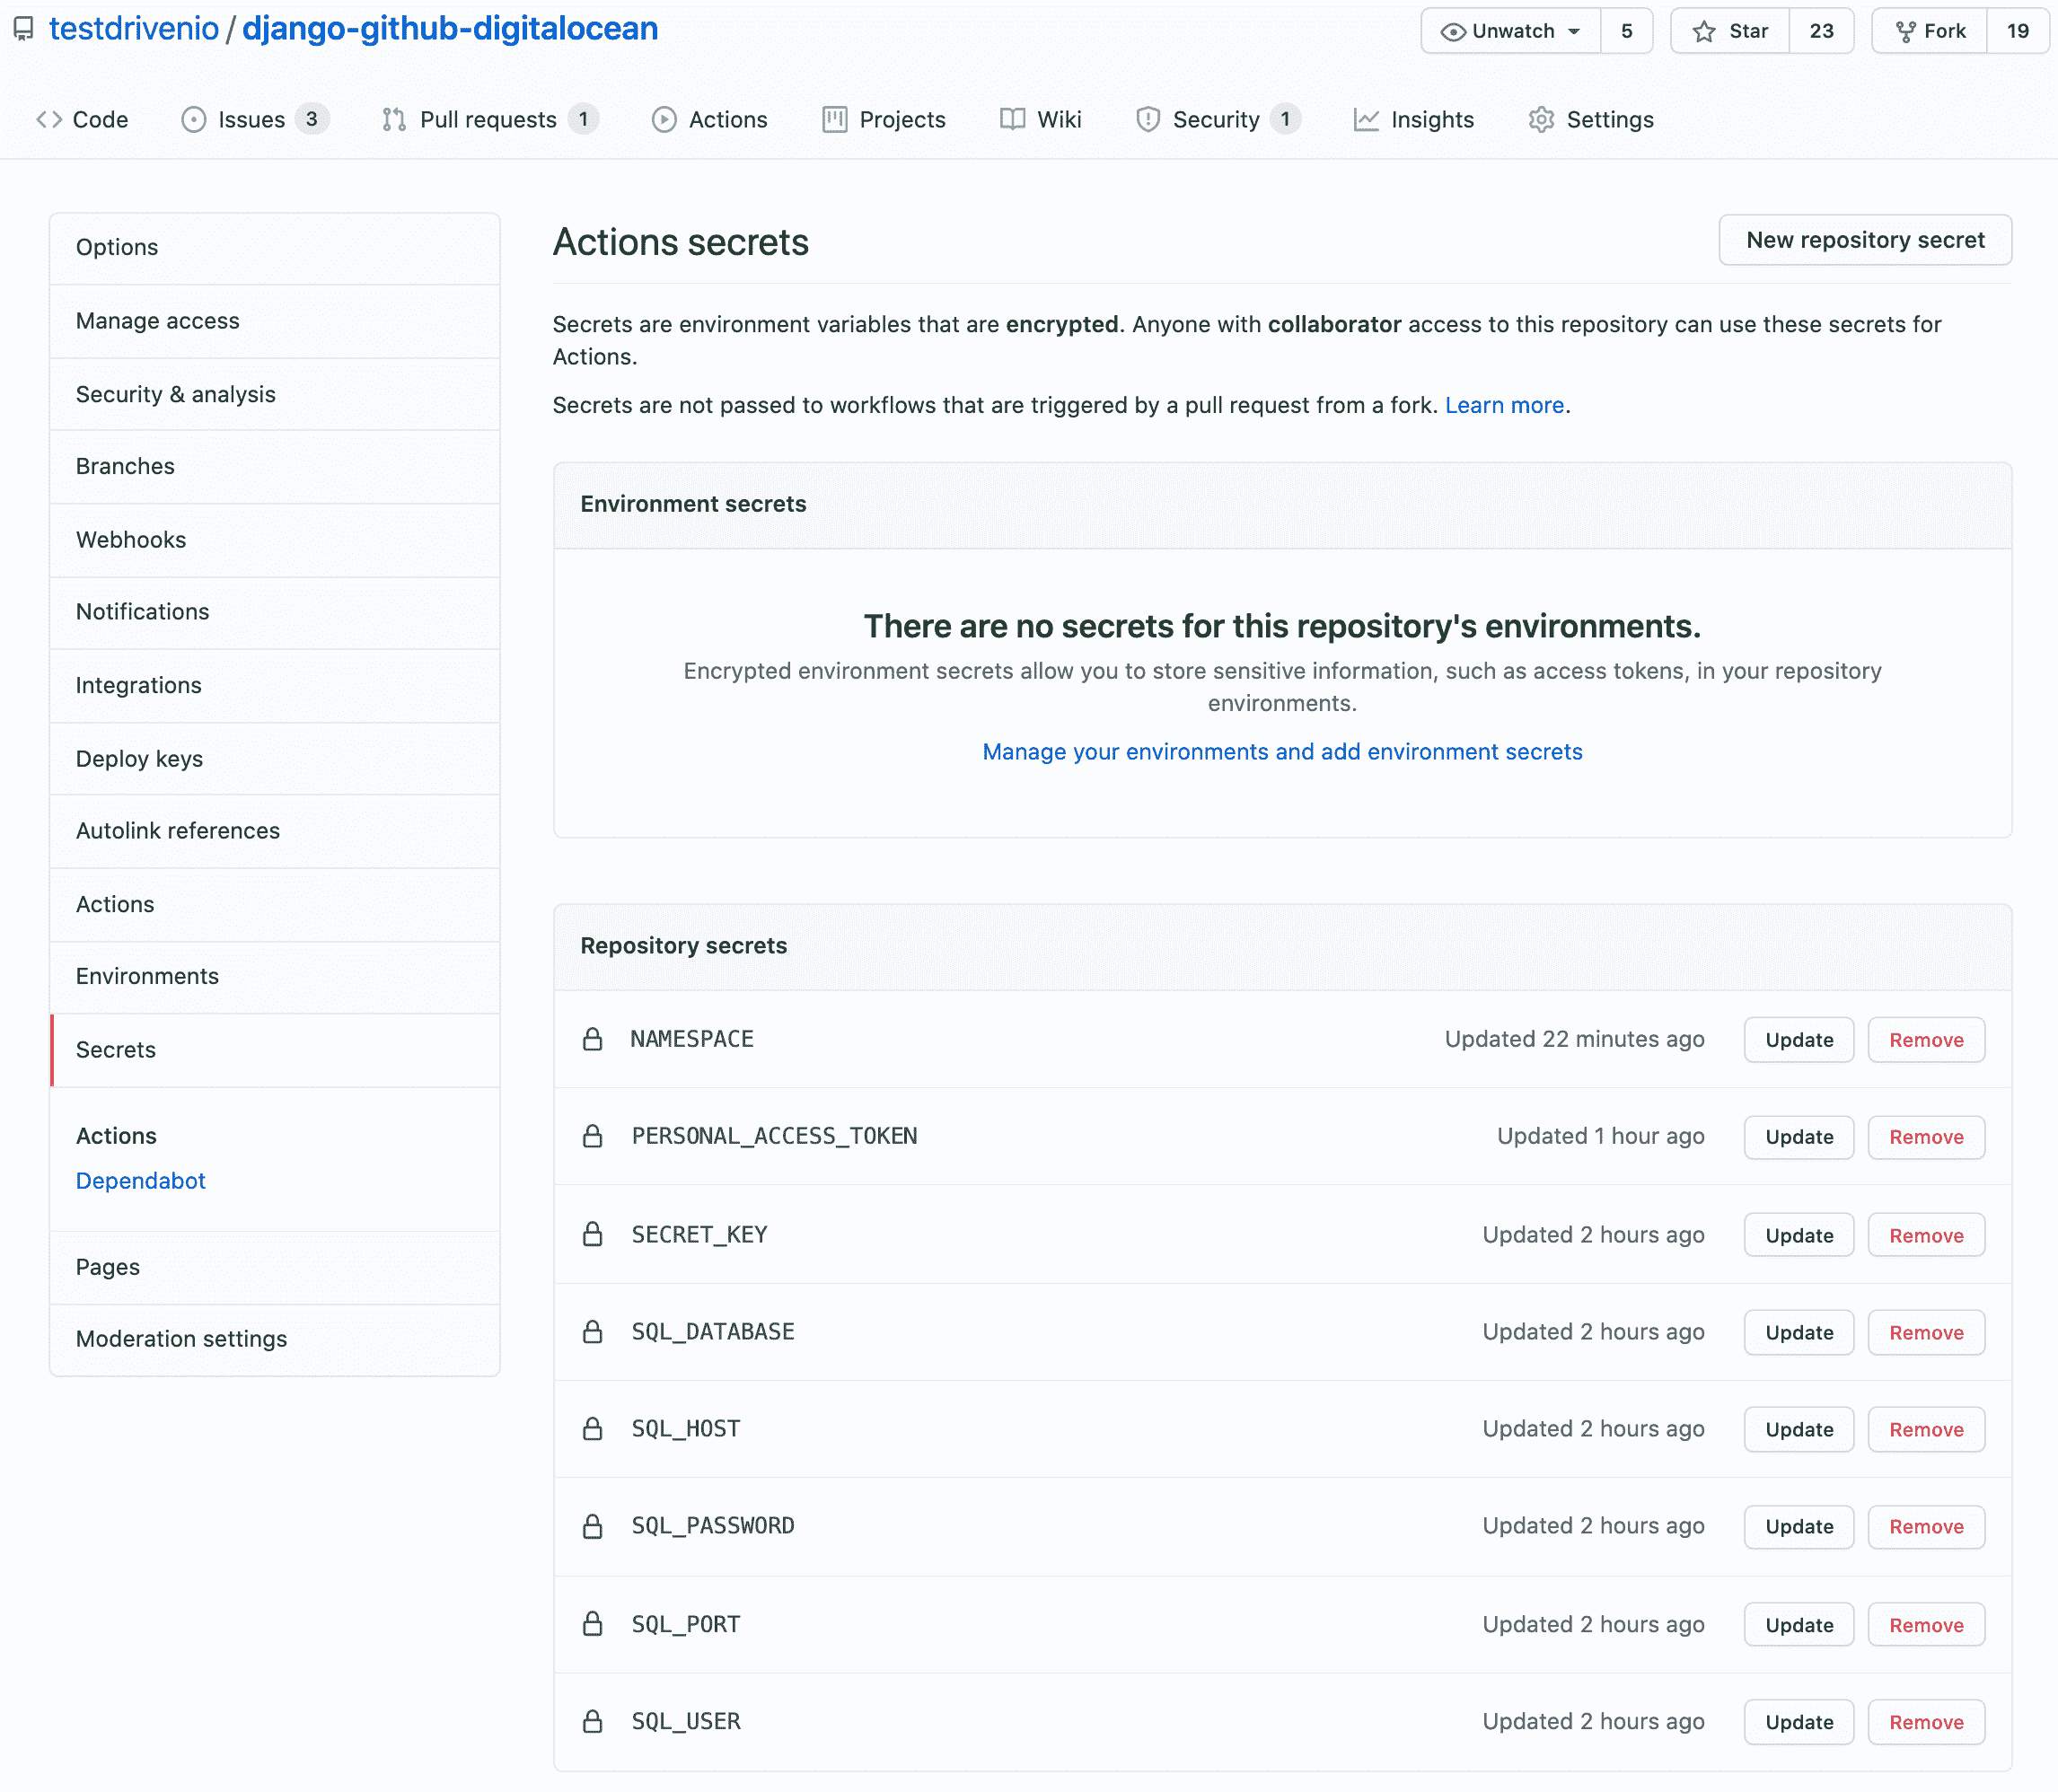 testdrivenio / django-github-digitalocean
Unwatch 5 Star 23 Fork 19
Code Issues 3 Pull requests 1 Actions Projects Wiki Security 1 Insights Settings
Options
Manage access
Security & analysis
Branches
Webhooks
Notifications
Integrations
Deploy keys
Autolink references
Actions
Environments
Secrets
Actions
Dependabot
Pages
Moderation settings
Actions secrets
New repository secret
Secrets are environment variables that are encrypted. Anyone with collaborator access to this repository can use these secrets for
Actions.
Secrets are not passed to workflows that are triggered by a pull request from a fork. Learn more.
Environment secrets
There are no secrets for this repository's environments.
Encrypted environment secrets allow you to store sensitive information, such as access tokens, in your repository
environments.
Manage your environments and add environment secrets
Repository secrets
NAMESPACE Updated 22 minutes ago Update Remove
PERSONAL_ACCESS_TOKEN Updated 1 hour ago Update Remove
SECRET_KEY Updated 2 hours ago Update Remove
SQL_DATABASE Updated 2 hours ago Update Remove
SQL_HOST Updated 2 hours ago Update Remove
SQL_PASSWORD Updated 2 hours ago Update Remove
SQL_PORT Updated 2 hours ago Update Remove
SQL_USER Updated 2 hours ago Update Remove